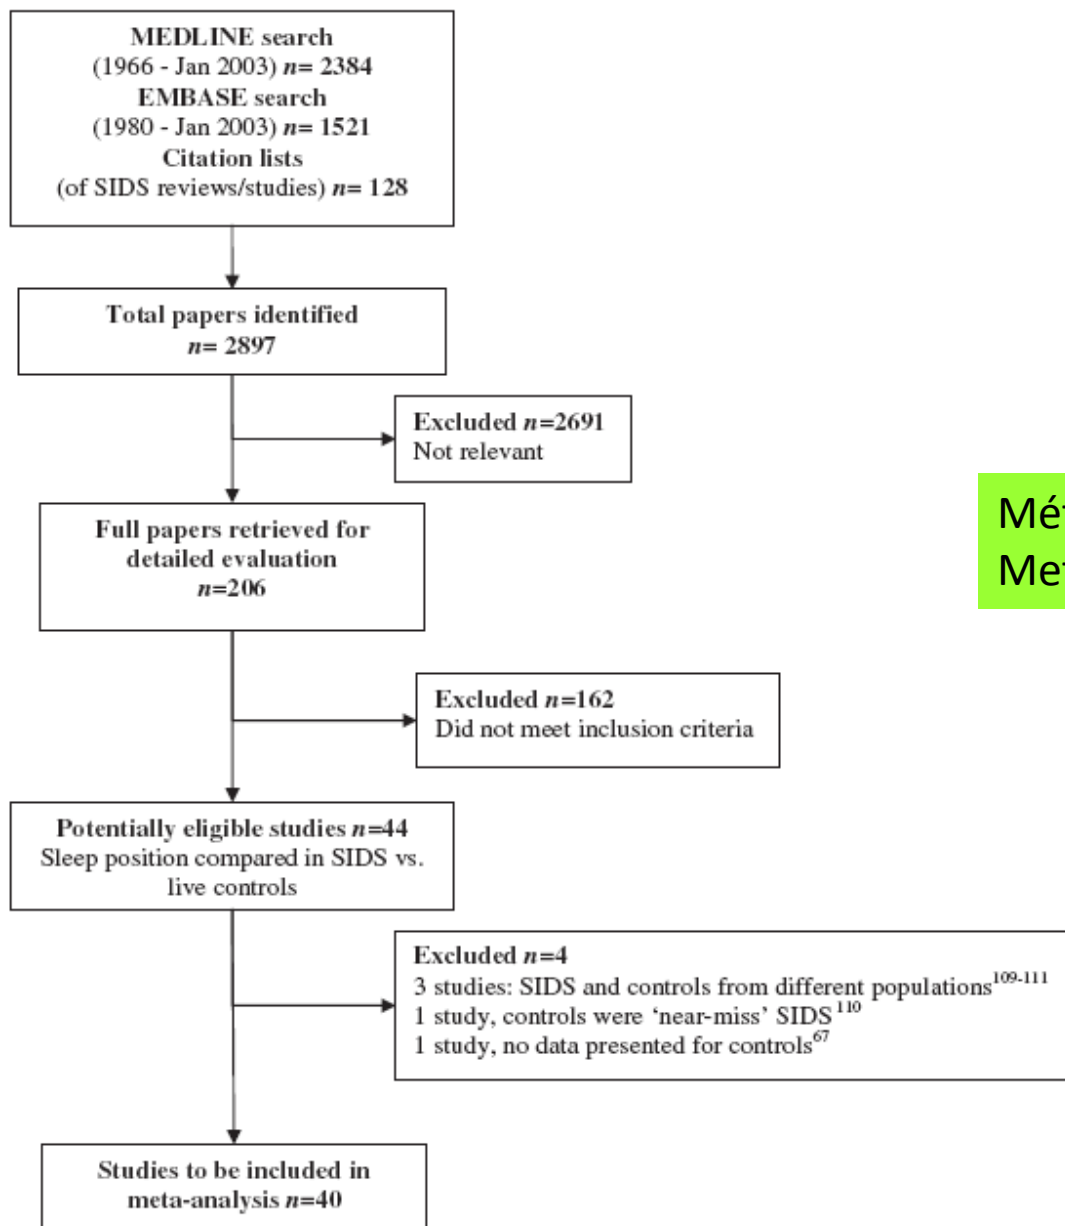 MEDLINE search
(1966 - Jan 2003) n= 2384
EMBASE search
(1980 - Jan 2003) n= 1521
Citation lists
(of SIDS reviews/studies) n= 128
Total papers identified
n= 2897
Excluded n=2691
Not relevant
Full papers retrieved for
detailed evaluation
n=206
Excluded n=162
Did not meet inclusion criteria
Potentially eligible studies n=44
Sleep position compared in SIDS vs.
live controls
Excluded n=4
3 studies: SIDS and controls from different populations109-111
1 study, controls were ‘near-miss’ SIDS110
1 study, no data presented for controls67
Studies to be included in
meta-analysis n=40